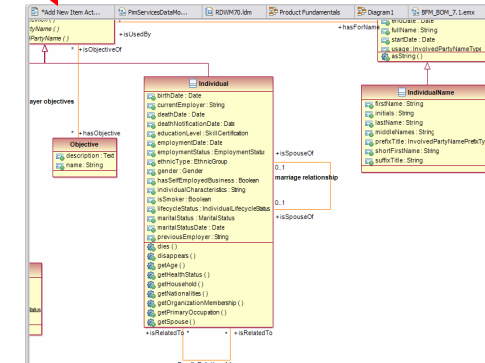 *Add New Item Act...
PmServicesDataMo...
RDWM70.ldm
Product Fundamentals
Diagram1
BPM_BOM_7.1.emx
PartyName ( )
+isUsedBy
+isObjectiveOf
*
ayer objectives
*
+hasObjective
Objective
description : Text
name : String
Individual
birthDate : Date
currentEmployer : String
deathDate : Date
deathNotificationDate : Date
educationLevel : SkillCertification
employmentDate : Date
employmentStatus : EmploymentStatus
ethnicType : EthnicGroup
gender : Gender
hasSelfEmployedBusiness : Boolean
individualCharacteristics : String
isSmoker : Boolean
lifecycleStatus : IndividualLifecycleStatus
maritalStatus : MaritalStatus
maritalStatusDate : Date
previousEmployer : String
dies ( )
disappears ( )
getAge ( )
getHealthStatus ( )
getHousehold ( )
getNationalities ( )
getOrganizationMembership ( )
getPrimaryOccupation ( )
getSpouse ( )
+isRelatedTo *
* +isRelatedTo
+isSpouseOf
0..1
marriage relationship
0..1
+isSpouseOf
+hasForName
endDate : Date
fullName : String
startDate : Date
usage : InvolvedPartyNameType
asString ( )
IndividualName
firstName : String
initials : String
lastName : String
middleNames : String
prefixTitle : InvolvedPartyNamePrefixTy
shortFirstName : String
suffixTitle : String